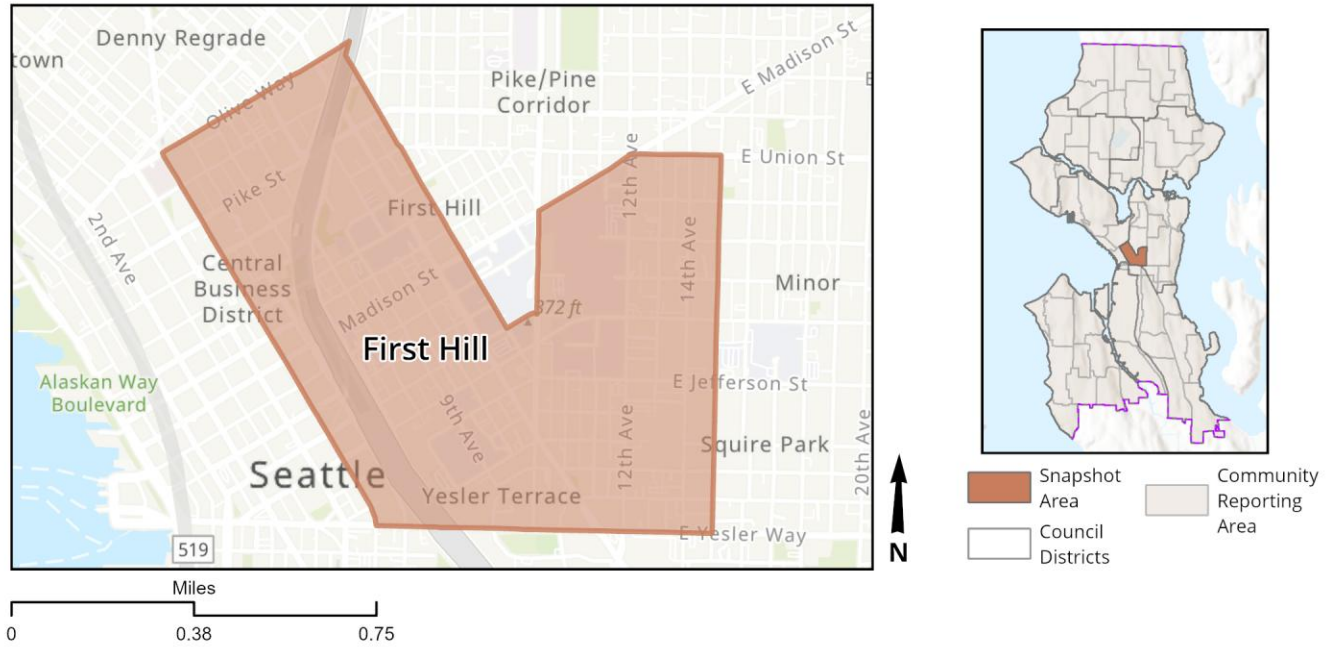 Denny Regrade
town
Olive Way
Pike/Pine
Corridor
E Madison St
E Union St
12th Ave
Pike St
First Hill
2nd Ave
14th Ave
Central
Business
District
Madison St
Minor
872 ft
First Hill
Alaskan Way
Boulevard
E Jefferson St
9th Ave
12th Ave
Squire Park
20th Ave
Seattle
Yesler Terrace
E Yesler Way
519
N
Miles
0
0.38
0.75
Snapshot
Area
Council
Districts
Community
Reporting
Area